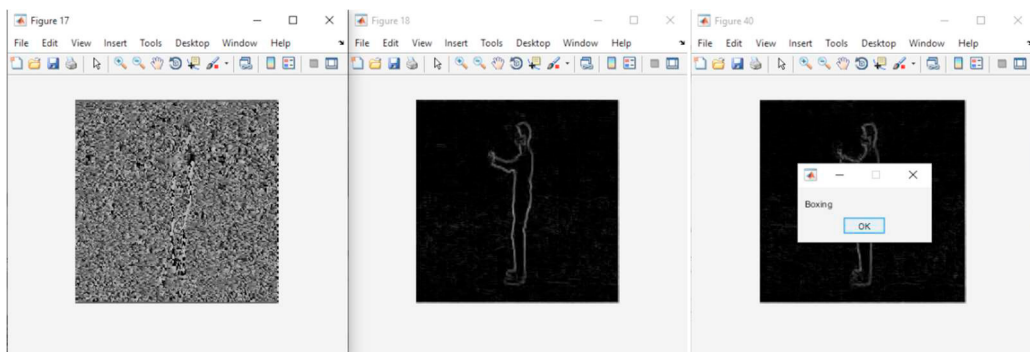 Figure 17
File Edit View Insert Tools Desktop Window Help
Figure 18
File Edit View Insert Tools Desktop Window Help
Figure 40
File Edit View Insert Tools Desktop Window Help
Boxing
OK